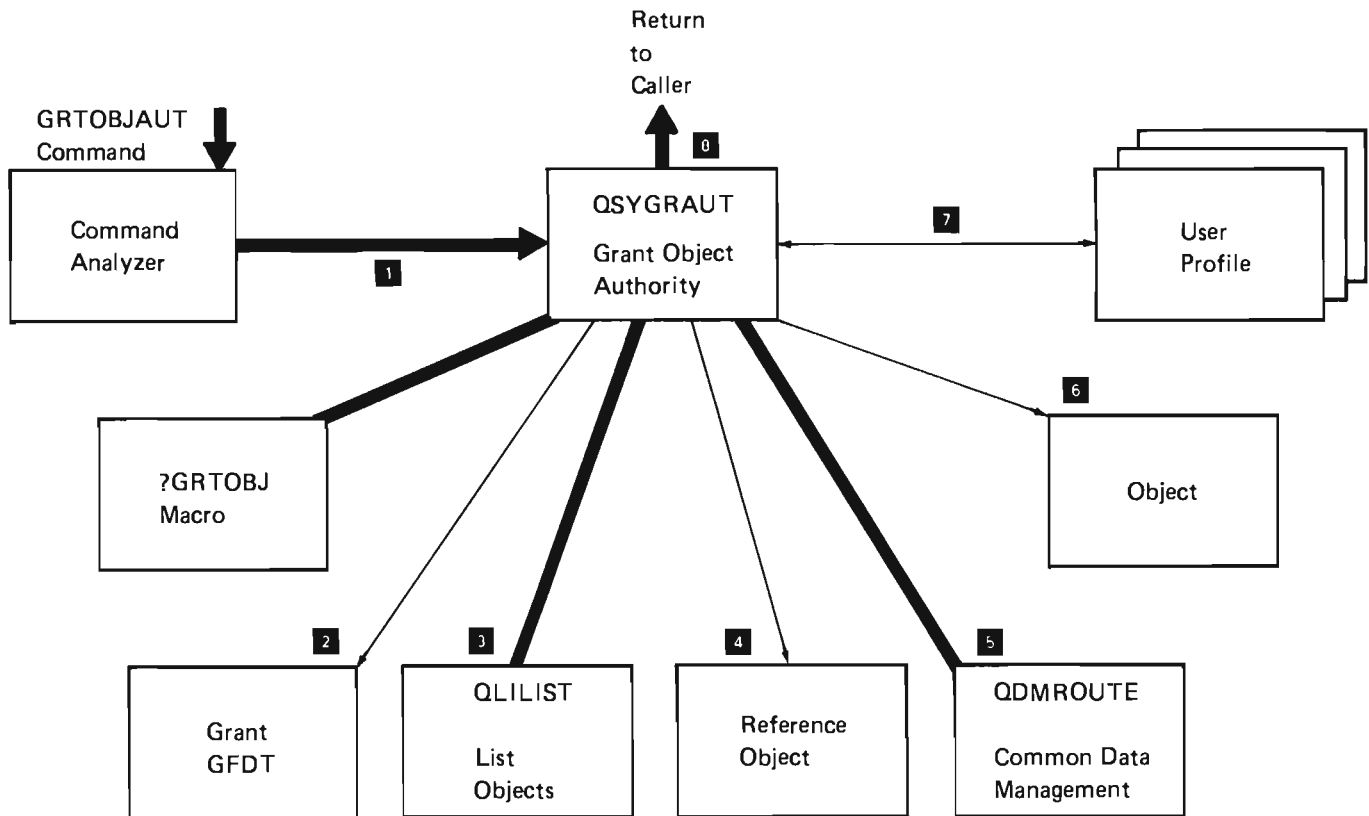 Return
to
Caller
GRTOBJAUT
Command
0
Command
Analyzer
1
QSYGRAUT
Grant Object
Authority
7
User
Profile
?GRTOBJ
Macro
6
Object
2
Grant
GFDT
3
QLILIST
List
Objects
4
Reference
Object
5
QDMROUTE
Common Data
Management